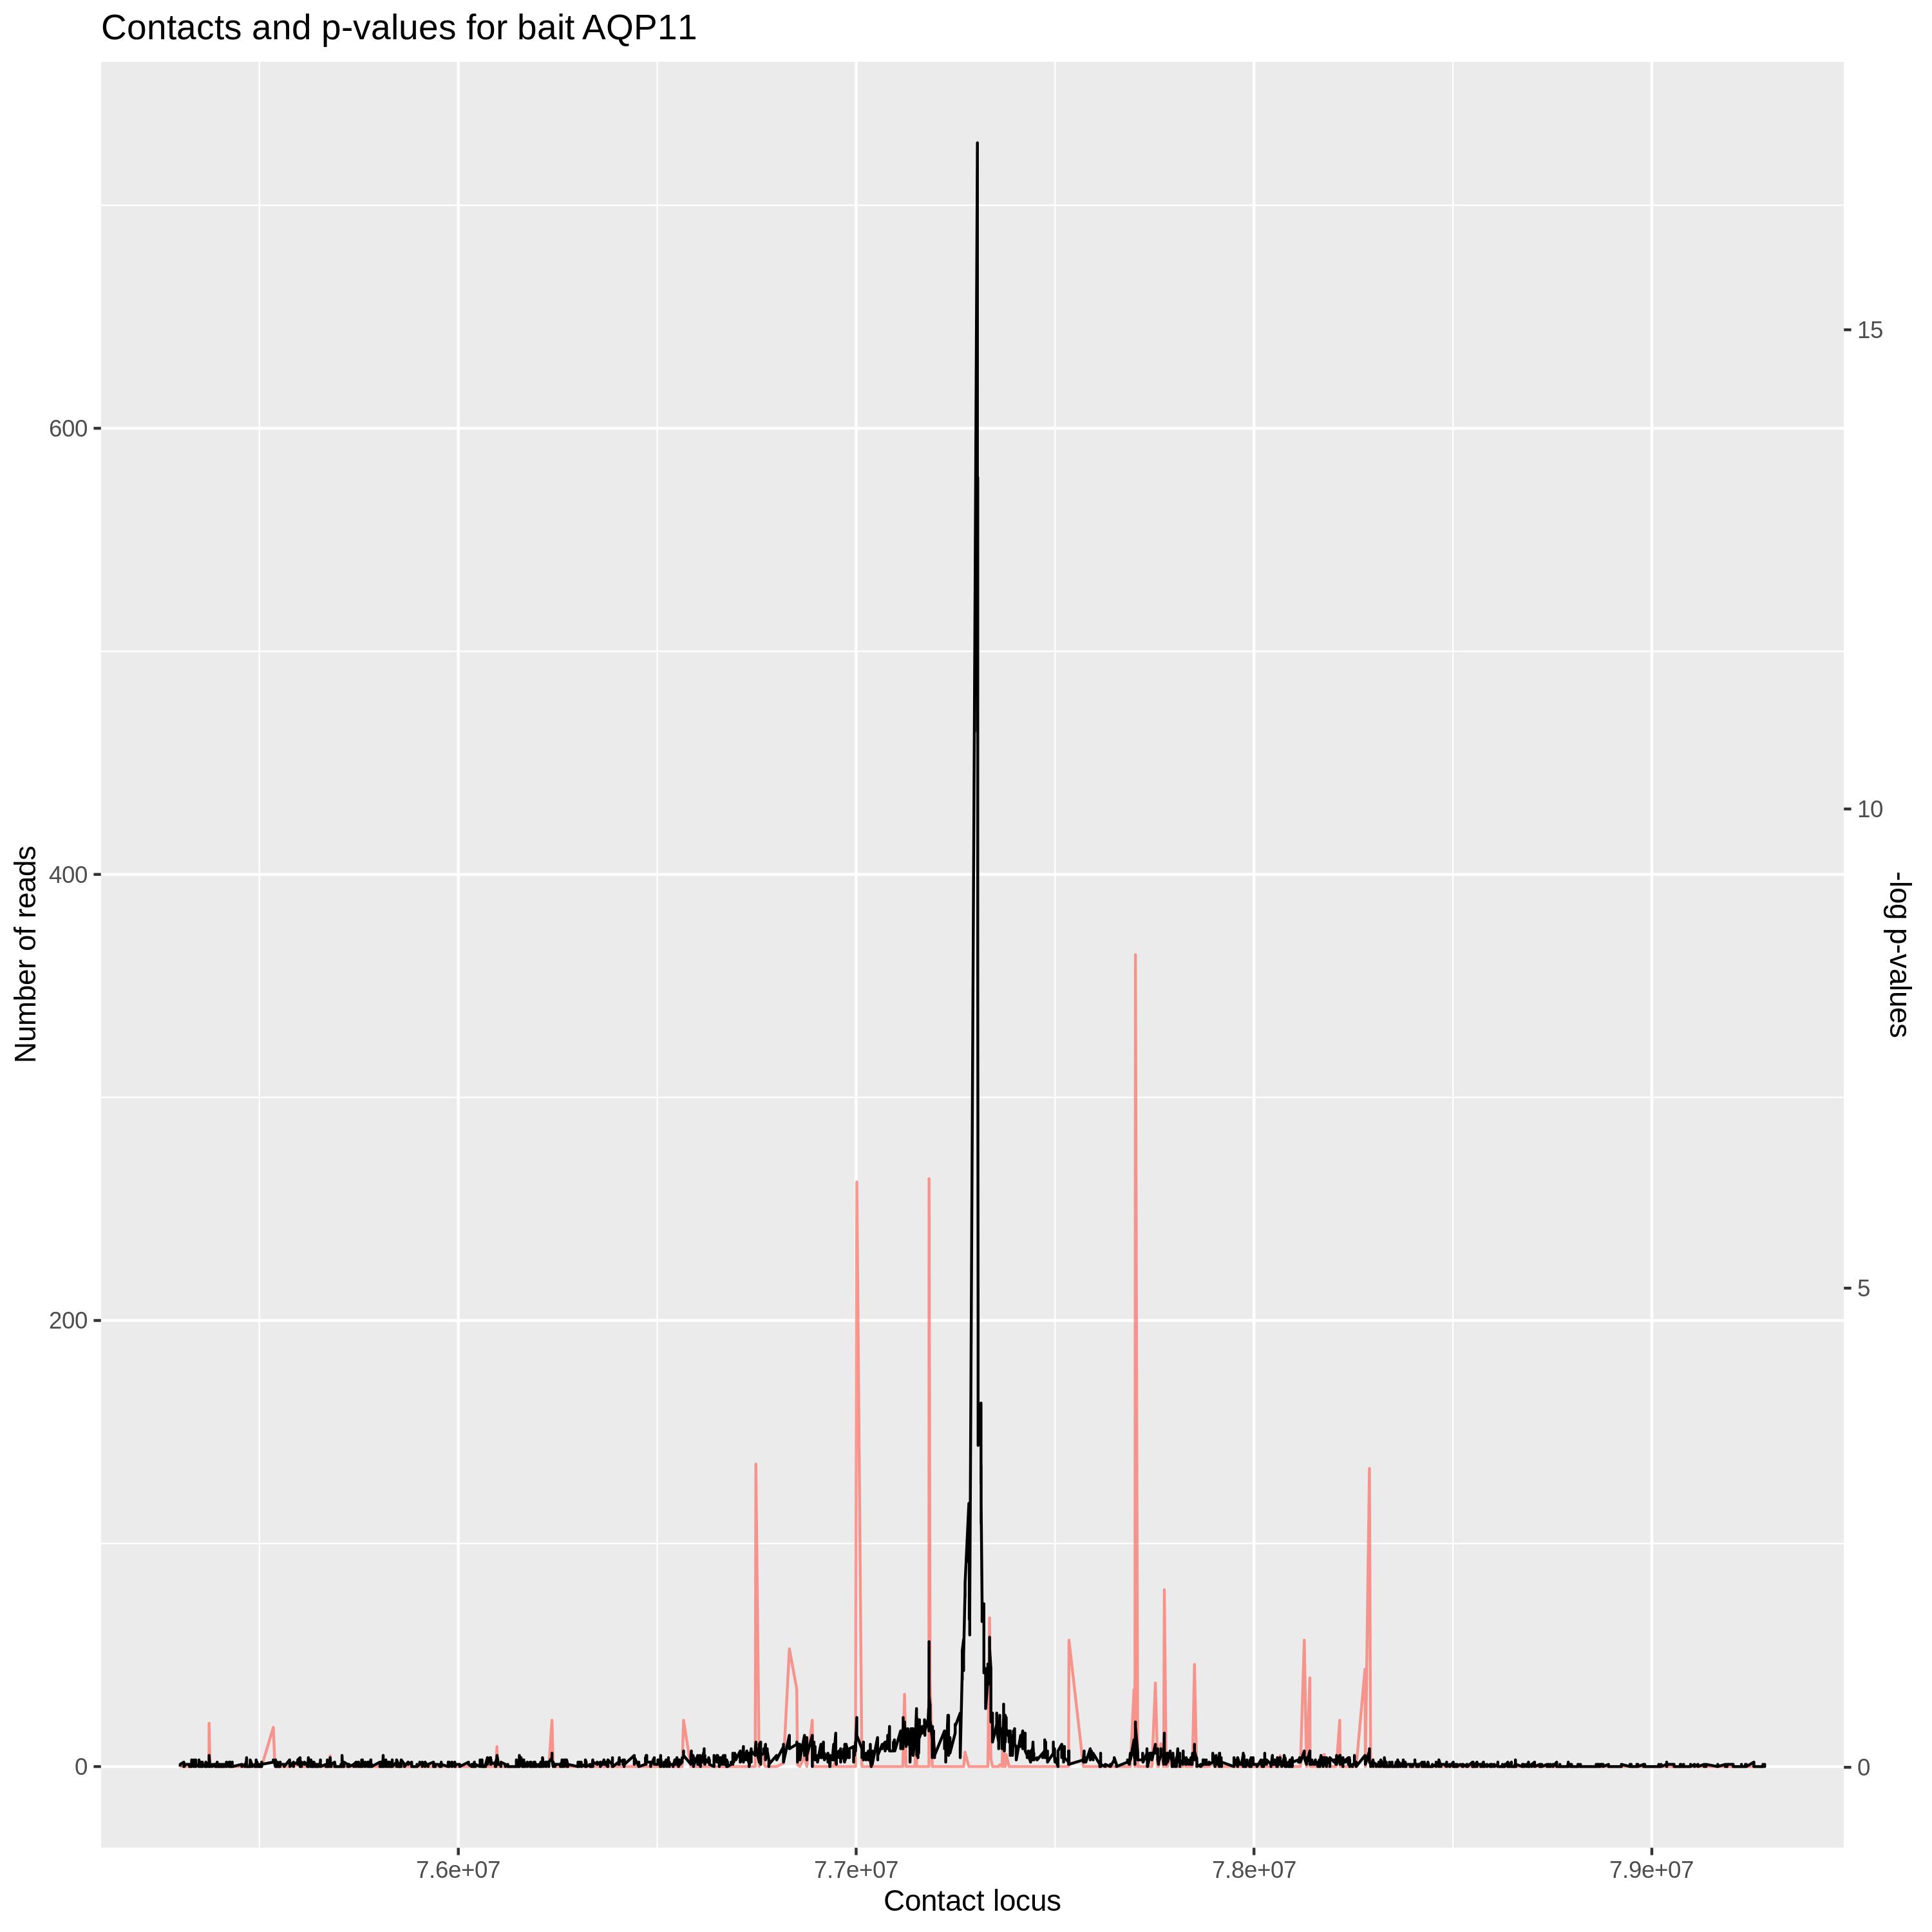 Contacts and p-values for bait AQP11
Number of reads
600
400
200
0
15
10
5
0
-log p-values
7.6e+07
7.7e+07
7.8e+07
7.9e+07
Contact locus